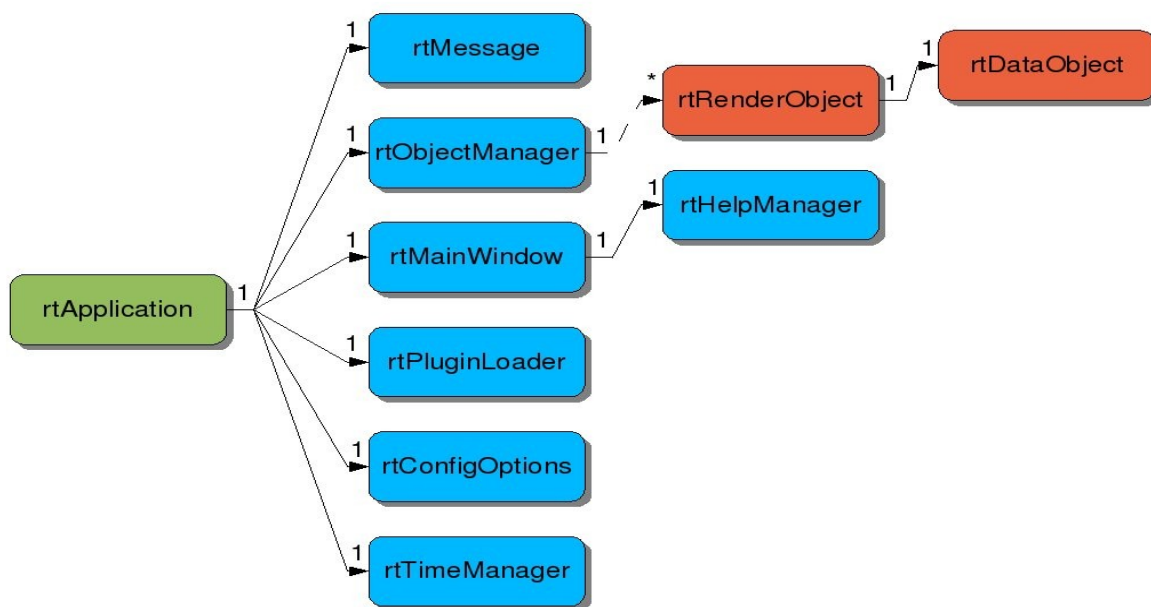 1
rtMessage
1
rtDataObject
*
rtRenderObject
1
1
rtObjectManager
1
1
rtHelpManager
1
rtMainWindow
1
rtApplication
1
1
rtPluginLoader
1
rtConfigOptions
1
rtTimeManager